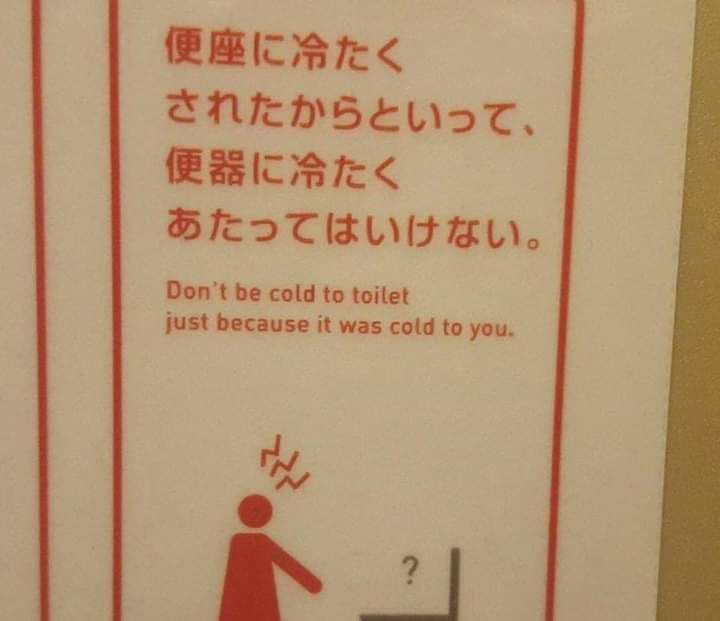 便座に冷たく
されたからといって、
便器に冷たく
あたってはいけない。
Don't be cold to toilet
just because it was cold to you.
?